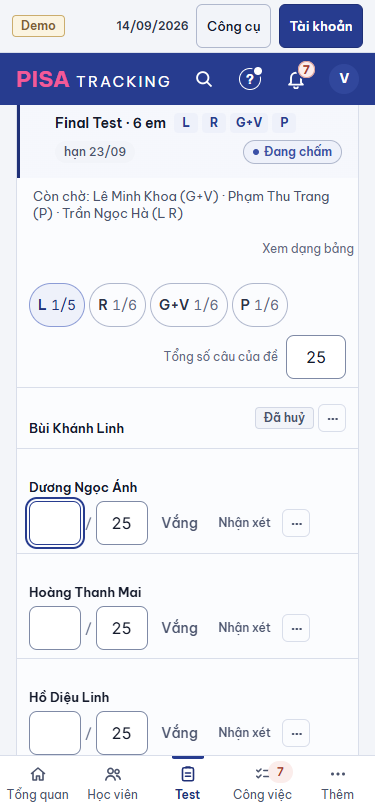 Demo 14/09/2026 Công cụ Tài khoản
PISA TRACKING ? 7 V
Final Test · 6 em L R G+V P
hạn 23/09 Đang chấm
Còn chờ: Lê Minh Khoa (G+V) · Phạm Thu Trang
(P) · Trần Ngọc Hà (L R)
Xem dạng bảng
L 1/5 R 1/6 G+V 1/6 P 1/6
Tổng số câu của đề 25
Bùi Khánh Linh Đã huỷ ...
Dương Ngọc Ánh
/ 25 Vắng Nhận xét ...
Hoàng Thanh Mai
/ 25 Vắng Nhận xét ...
Hồ Diệu Linh
/ 25 Vắng Nhận xét ...
Tổng quan Học viên Test Công việc 7 Thêm